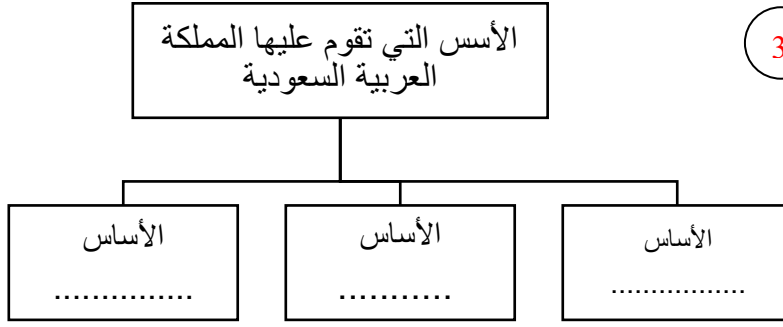 الأسس التي تقوم عليها المملكة
العربية السعودية
3
الأساس
.................
الأساس
...........
الأساس
...............